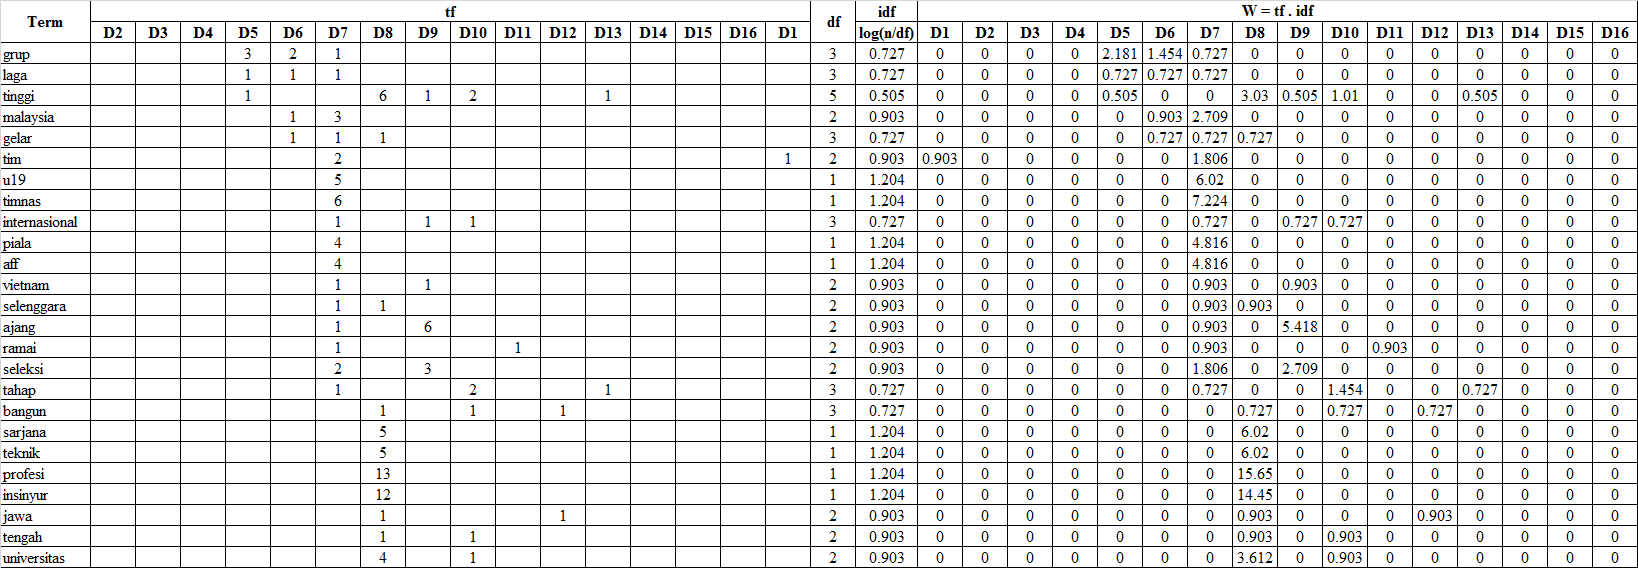 Term tf df idf W = tf . idf
D2 D3 D4 D5 D6 D7 D8 D9 D10 D11 D12 D13 D14 D15 D16 D1 log(n/df) D1 D2 D3 D4 D5 D6 D7 D8 D9 D10 D11 D12 D13 D14 D15 D16
grup 3 2 1 3 0.727 0 0 0 0 2.181 1.454 0.727 0 0 0 0 0 0 0 0 0
laga 1 1 1 3 0.727 0 0 0 0 0.727 0.727 0.727 0 0 0 0 0 0 0 0 0
tinggi 1 6 1 2 1 5 0.505 0 0 0 0 0.505 0 0 3.03 0.505 1.01 0 0 0.505 0 0 0
malaysia 1 3 2 0.903 0 0 0 0 0 0.903 2.709 0 0 0 0 0 0 0 0 0
gelar 1 1 1 3 0.727 0 0 0 0 0 0.727 0.727 0.727 0 0 0 0 0 0 0 0
tim 2 1 2 0.903 0.903 0 0 0 0 0 1.806 0 0 0 0 0 0 0 0 0
u19 5 1 1.204 0 0 0 0 0 0 6.02 0 0 0 0 0 0 0 0 0
timnas 6 1 1.204 0 0 0 0 0 0 7.224 0 0 0 0 0 0 0 0 0
internasional 1 1 1 3 0.727 0 0 0 0 0 0 0.727 0 0.727 0.727 0 0 0 0 0 0
piala 4 1 1.204 0 0 0 0 0 0 4.816 0 0 0 0 0 0 0 0 0
aff 4 1 1.204 0 0 0 0 0 0 4.816 0 0 0 0 0 0 0 0 0
vietnam 1 1 2 0.903 0 0 0 0 0 0 0.903 0 0.903 0 0 0 0 0 0 0
selenggara 1 1 2 0.903 0 0 0 0 0 0 0.903 0.903 0 0 0 0 0 0 0 0
ajang 1 6 2 0.903 0 0 0 0 0 0 0.903 0 5.418 0 0 0 0 0 0 0
ramai 1 1 2 0.903 0 0 0 0 0 0 0.903 0 0 0 0.903 0 0 0 0 0
seleksi 2 3 2 0.903 0 0 0 0 0 0 1.806 0 2.709 0 0 0 0 0 0 0
tahap 1 2 1 3 0.727 0 0 0 0 0 0 0.727 0 0 1.454 0 0 0.727 0 0 0
bangun 1 1 1 3 0.727 0 0 0 0 0 0 0 0.727 0 0.727 0 0.727 0 0 0 0
sarjana 5 1 1.204 0 0 0 0 0 0 0 6.02 0 0 0 0 0 0 0 0
teknik 5 1 1.204 0 0 0 0 0 0 0 6.02 0 0 0 0 0 0 0 0
profesi 13 1 1.204 0 0 0 0 0 0 0 15.65 0 0 0 0 0 0 0 0
insinyur 12 1 1.204 0 0 0 0 0 0 0 14.45 0 0 0 0 0 0 0 0
jawa 1 1 2 0.903 0 0 0 0 0 0 0 0.903 0 0 0 0.903 0 0 0 0
tengah 1 1 2 0.903 0 0 0 0 0 0 0 0.903 0 0.903 0 0 0 0 0 0
universitas 4 1 2 0.903 0 0 0 0 0 0 0 3.612 0 0.903 0 0 0 0 0 0